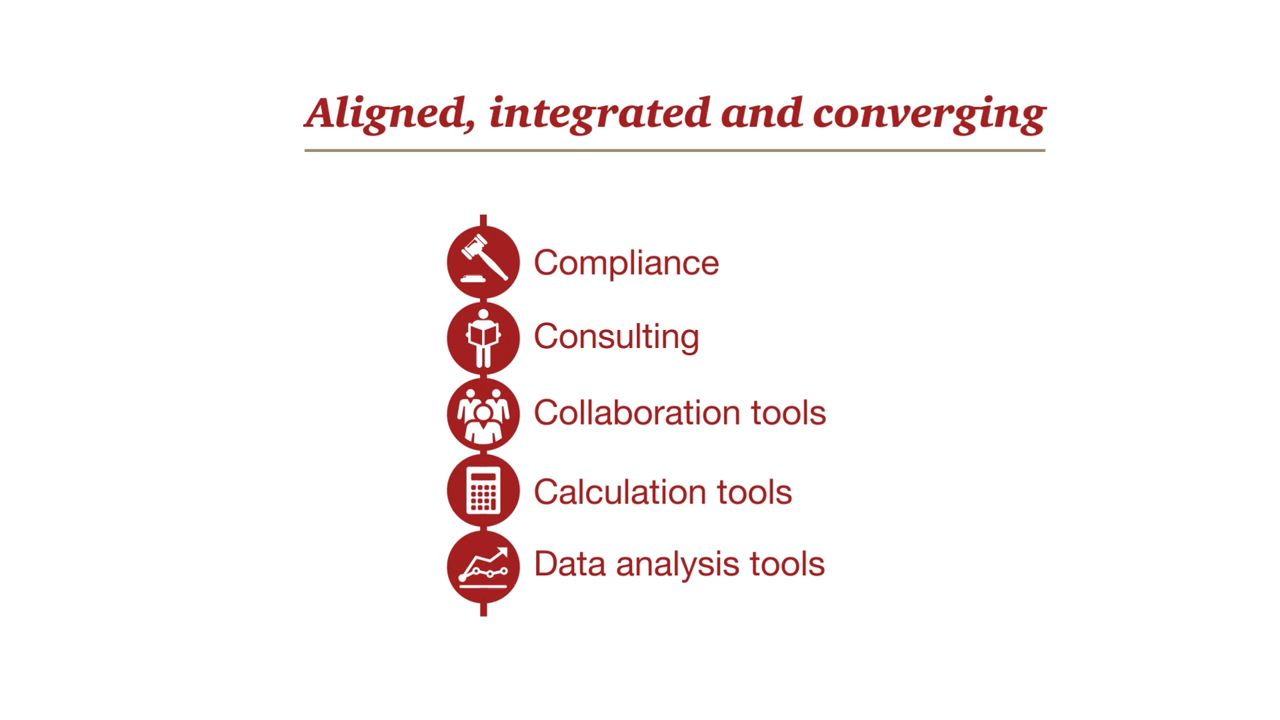 Aligned, integrated and converging
Compliance
Consulting
Collaboration tools
Calculation tools
Data analysis tools